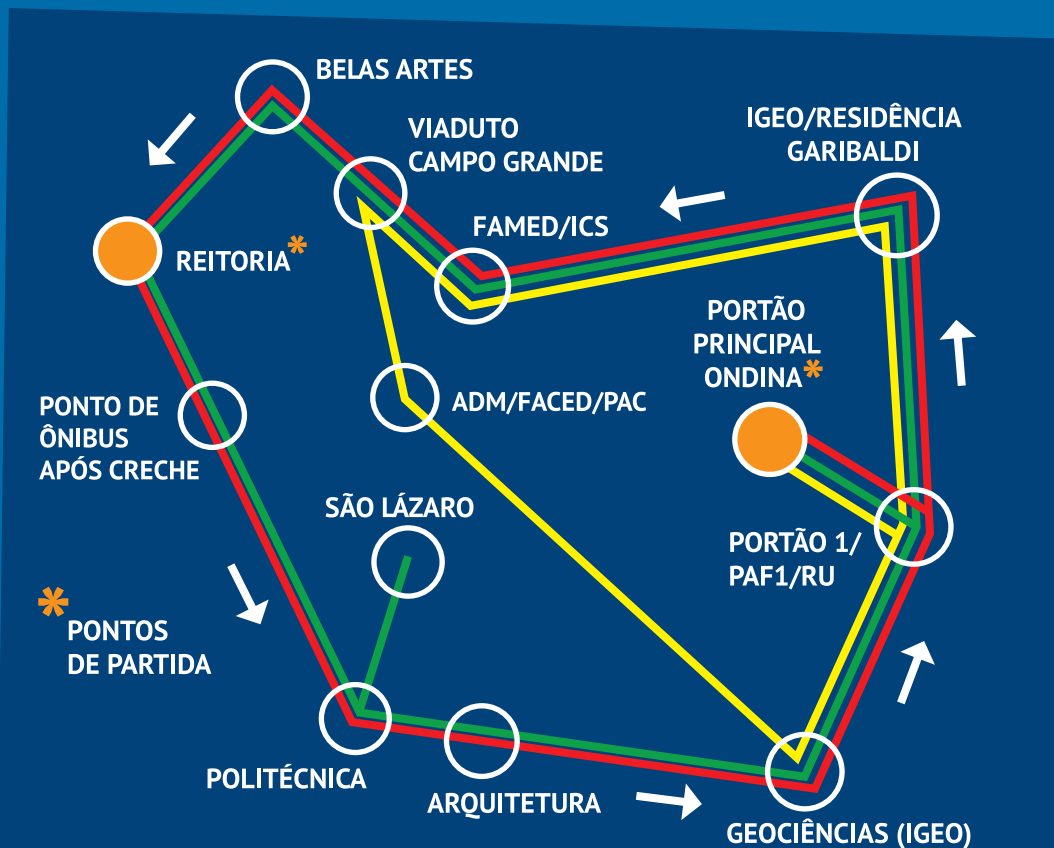 BELAS ARTES
VIADUTO
CAMPO GRANDE
IGEO/RESIDÊNCIA
GARIBALDI
FAMED/ICS
REITORIA*
PORTÃO
PRINCIPAL
ONDINA*
ADM/FACED/PAC
PONTO DE
ÔNIBUS
APÓS CRECHE
SÃO LÁZARO
PORTÃO 1/
PAF1/RU
*PONTOS
DE PARTIDA
POLITÉCNICA
ARQUITETURA
GEOCIÊNCIAS (IGEO)